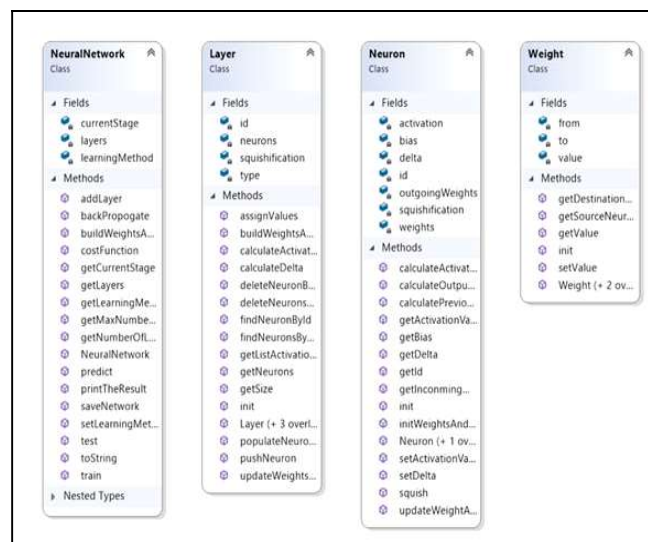 NeuralNetwork
Class
Fields
currentStage
layers
learningMethod
Methods
addLayer
backPropogate
buildWeightsA...
costFunction
getCurrentStage
getLayers
getLearningMe...
getMaxNumbe...
getNumberOfL...
NeuralNetwork
predict
printTheResult
saveNetwork
setLearningMet...
test
toString
train
Nested Types
Layer
Class
Fields
id
neurons
squishification
type
Methods
assignValues
buildWeightsA...
calculateActivat...
calculateDelta
deleteNeuronB...
deleteNeurons...
findNeuronById
findNeuronsBy...
getListActivatio...
getNeurons
getSize
init
Layer (+ 3 overl...
populateNeuro...
pushNeuron
updateWeights...
Neuron
Class
Fields
activation
bias
delta
id
outgoingWeights
squishification
weights
Methods
calculateActivat...
calculateOutpu...
calculatePrevio...
getActivationVa...
getBias
getDelta
getId
getInconming...
init
initWeightsAnd...
Neuron (+ 1 ov...
setActivationVa...
setDelta
squish
updateWeightA...
Weight
Class
Fields
from
to
value
Methods
getDestination...
getSourceNeur...
getValue
init
setValue
Weight (+ 2 ov...